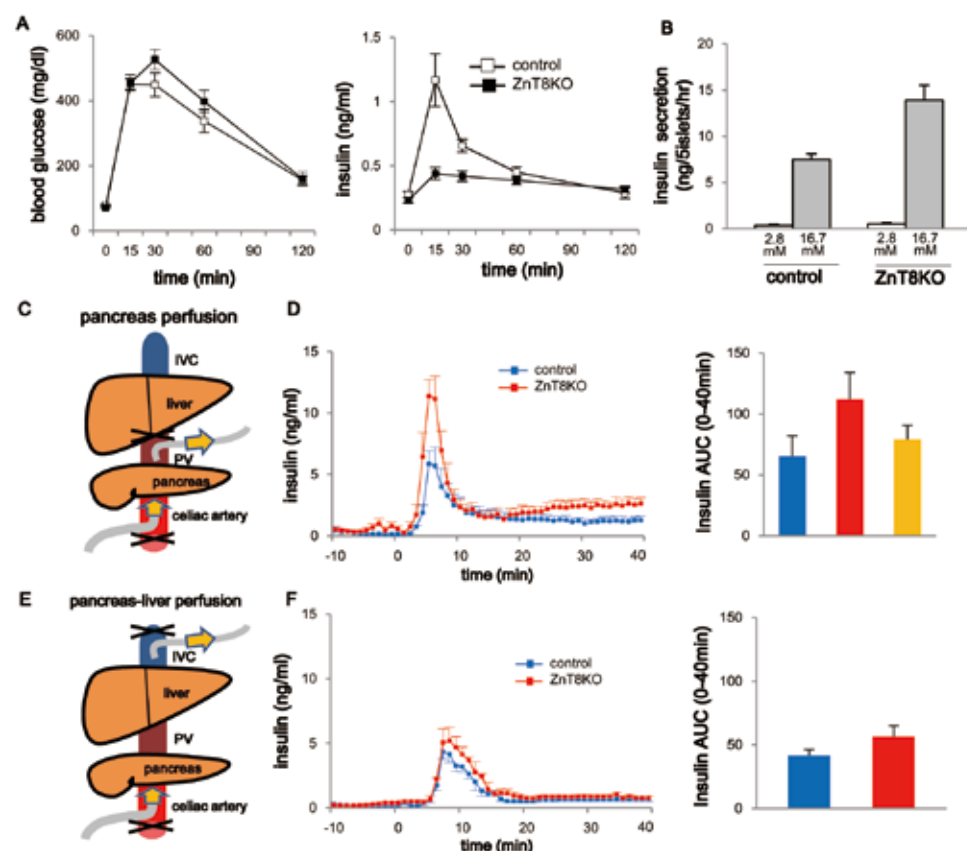 A
blood glucose (mg/dl)
600
400
200
0
0 15 30 60 90 120
time (min)
insulin (ng/ml)
1.5
1
0.5
0
control
ZnT8KO
0 15 30 60 90 120
time (min)
B
insulin secretion
(ng/5islets/hr)
20
15
10
5
0
2.8 16.7 2.8 16.7
mM mM mM mM
control ZnT8KO
C
pancreas perfusion
IVC
liver
PV
pancreas
celiac artery
D
insulin (ng/ml)
15
10
5
0
control
ZnT8KO
-10 0 10 20 30 40
time (min)
Insulin AUC (0-40min)
150
100
50
0
E
pancreas-liver perfusion
IVC
liver
PV
pancreas
celiac artery
F
insulin (ng/ml)
15
10
5
0
control
ZnT8KO
-10 0 10 20 30 40
time (min)
Insulin AUC (0-40min)
150
100
50
0